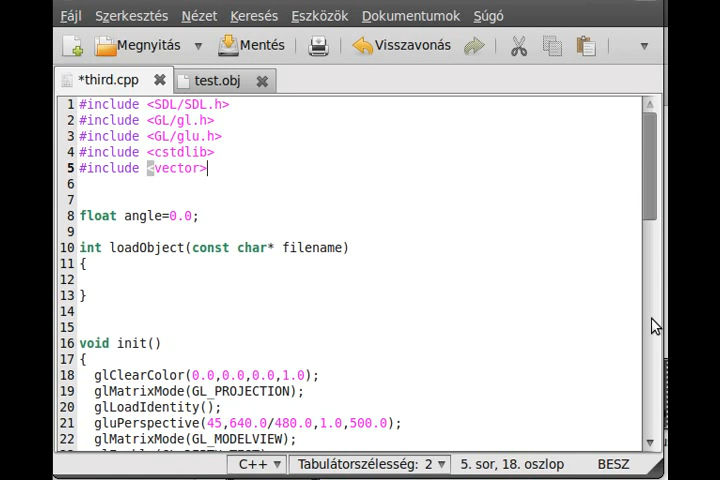 Fájl Szerkesztés Nézet Keresés Eszközök Dokumentumok Súgó
Megnyitás Mentés Visszavonás
*third.cpp test.obj
1 #include <SDL/SDL.h>
2 #include <GL/gl.h>
3 #include <GL/glu.h>
4 #include <cstdlib>
5 #include <vector>
6
7
8 float angle=0.0;
9
10 int loadObject(const char* filename)
11 {
12
13 }
14
15
16 void init()
17 {
18 glClearColor(0.0,0.0,0.0,1.0);
19 glMatrixMode(GL_PROJECTION);
20 glLoadIdentity();
21 gluPerspective(45,640.0/480.0,1.0,500.0);
22 glMatrixMode(GL_MODELVIEW);
C++ Tabulátorszélesség: 2 5. sor, 18. oszlop BESZ